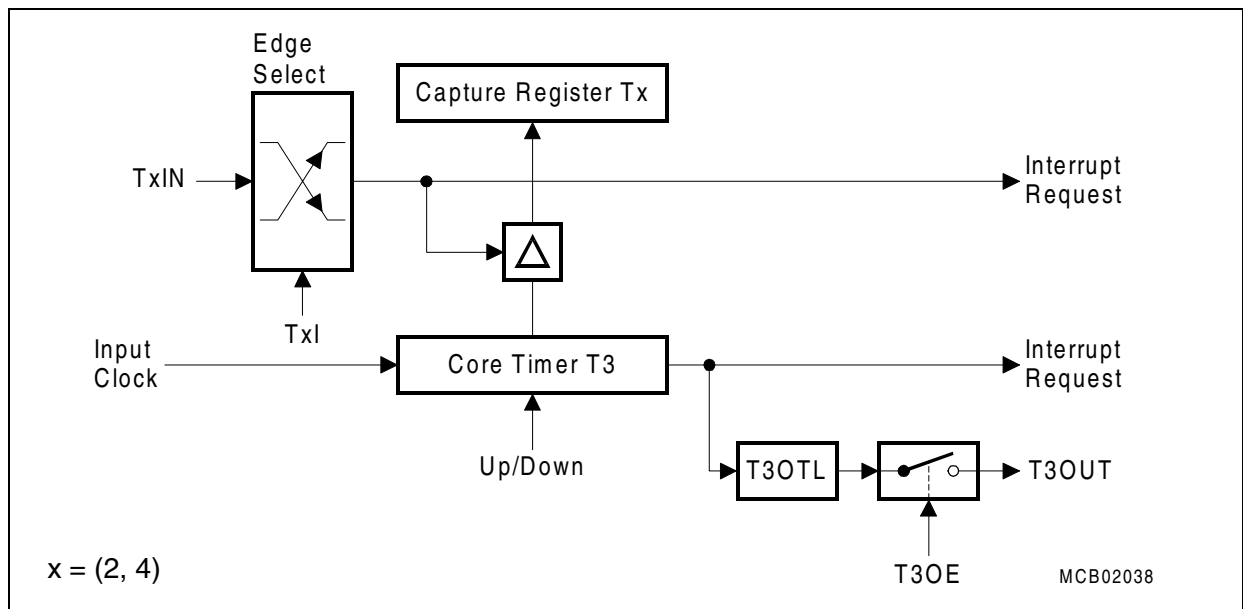 Edge
Select
Capture Register Tx
TxIN
Interrupt
Request
TxI
Input
Clock
Core Timer T3
Interrupt
Request
Up/Down
T3OTL
T3OUT
x = (2, 4)
T3OE
MCB02038